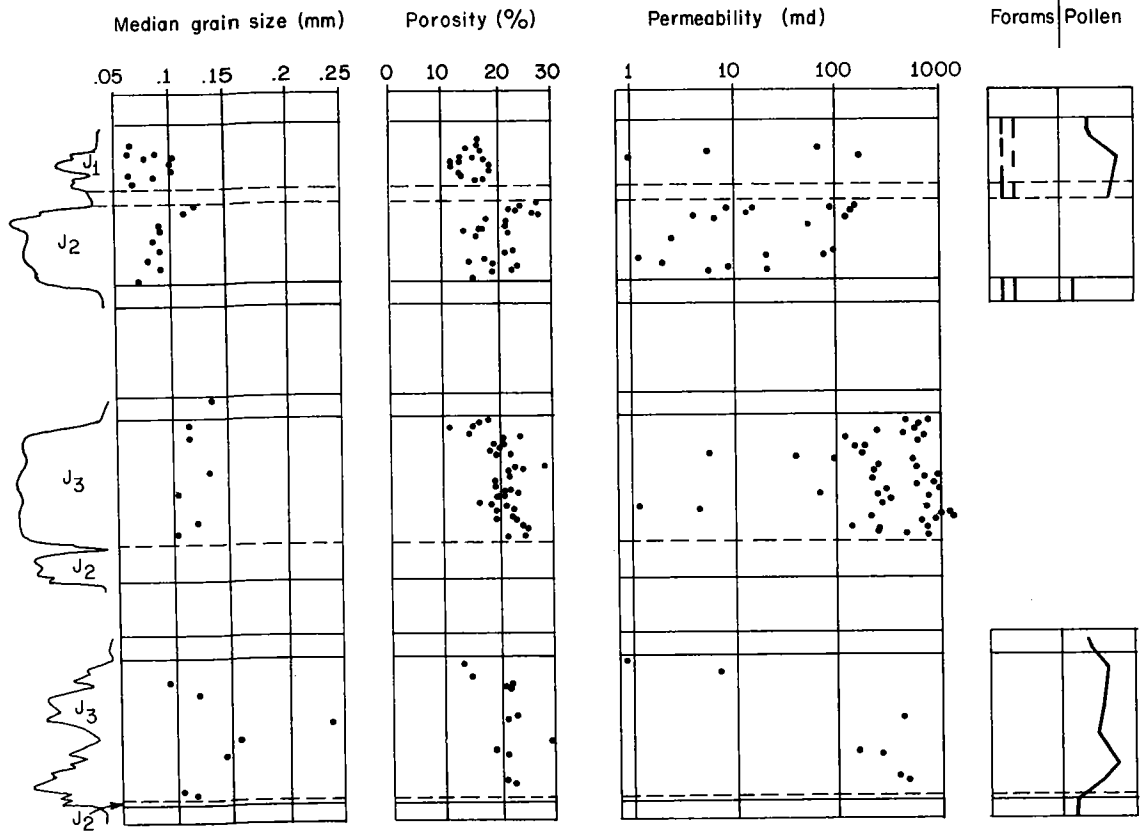 Median grain size (mm) Porosity (%) Permeability (md) Forams Pollen
.05 .1 .15 .2 .25 0 10 20 30 1 10 100 1000
J1
J2
J3
J2
J3
J2